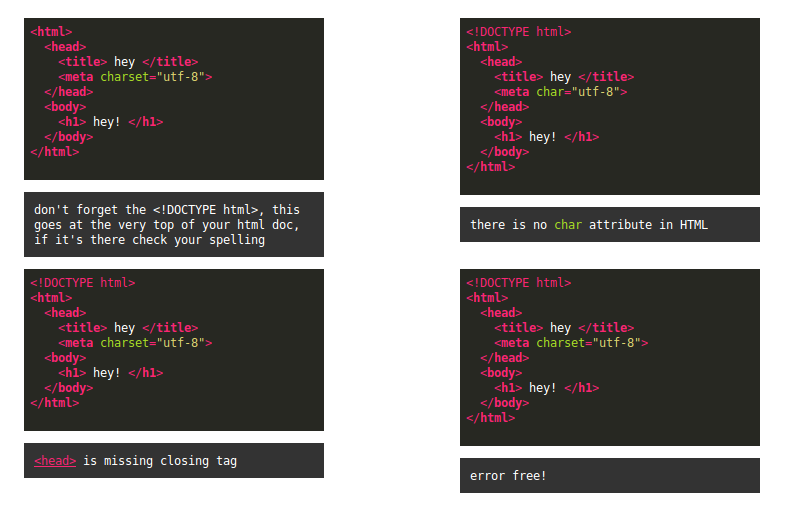 <html>
  <head>
    <title> hey </title>
    <meta charset="utf-8">
  </head>
  <body>
    <h1> hey! </h1>
  </body>
</html>
don't forget the <!DOCTYPE html>, this
goes at the very top of your html doc,
if it's there check your spelling
<!DOCTYPE html>
<html>
  <head>
    <title> hey </title>
    <meta char="utf-8">
  </head>
  <body>
    <h1> hey! </h1>
  </body>
</html>
there is no char attribute in HTML
<!DOCTYPE html>
<html>
  <head>
    <title> hey </title>
    <meta charset="utf-8">
  <body>
    <h1> hey! </h1>
  </body>
</html>
<head> is missing closing tag
<!DOCTYPE html>
<html>
  <head>
    <title> hey </title>
    <meta charset="utf-8">
  </head>
  <body>
    <h1> hey! </h1>
  </body>
</html>
error free!